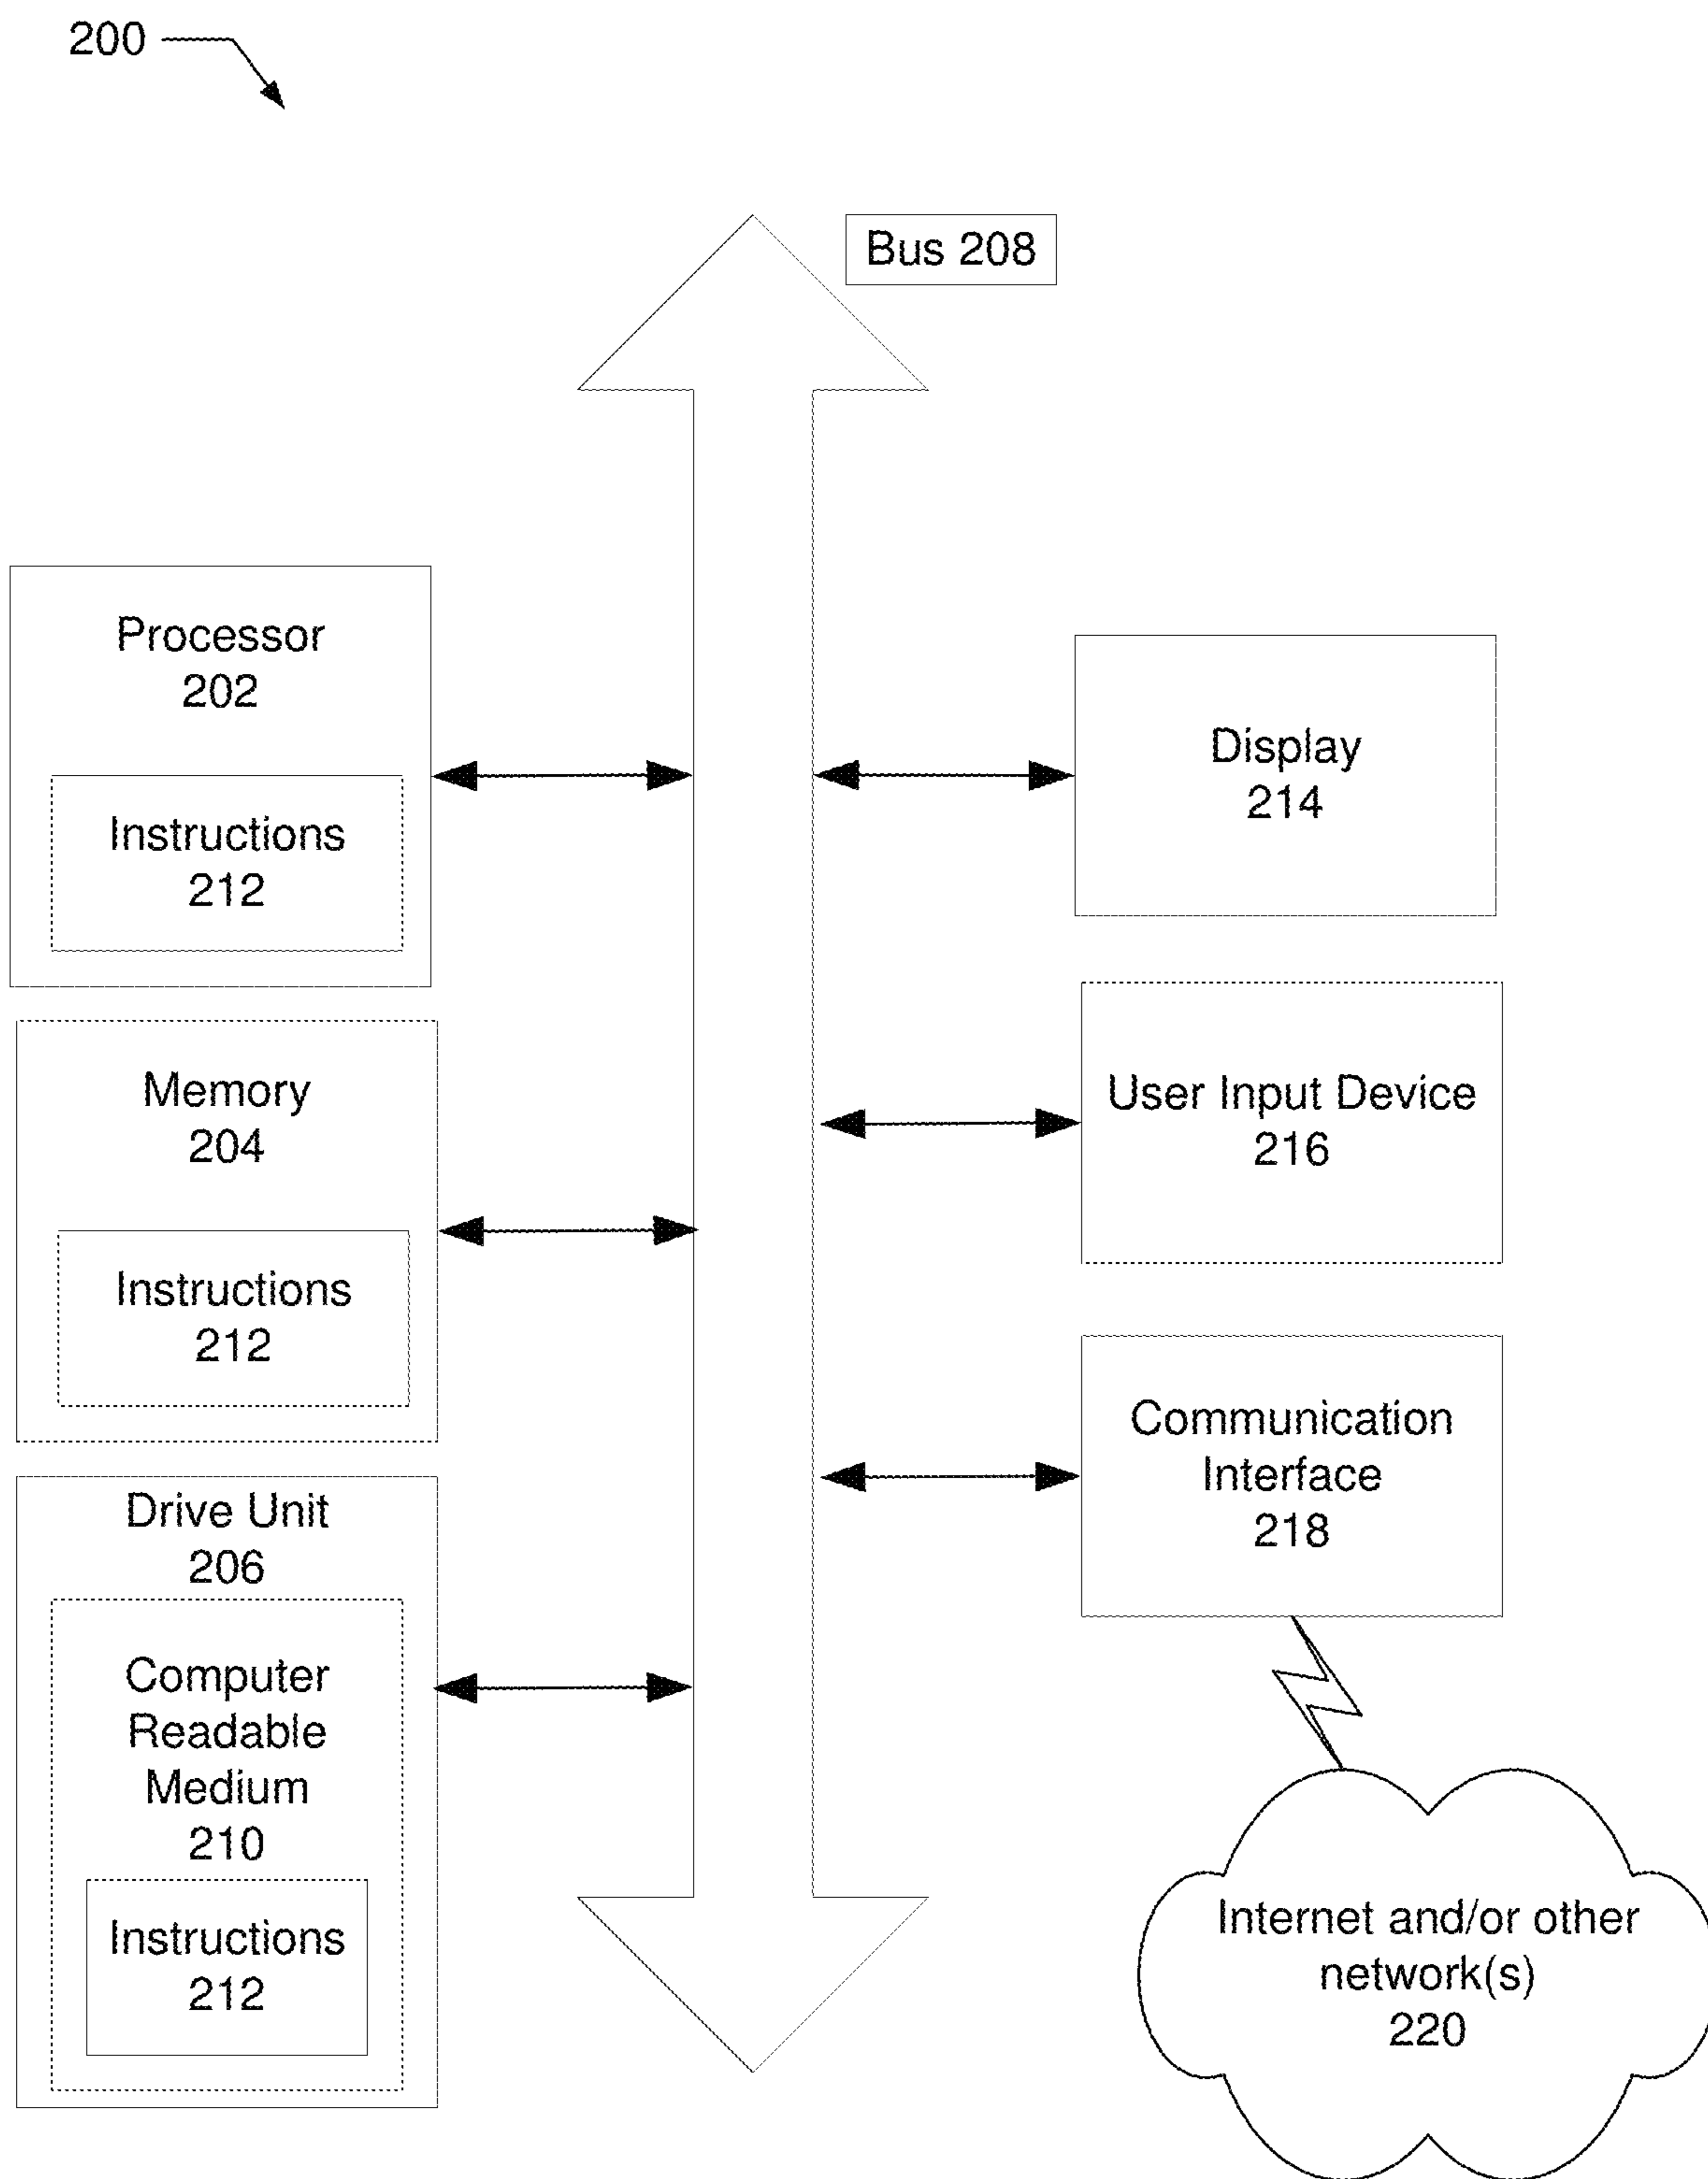 200
Bus 208
Processor
202
Instructions
212
Memory
204
Instructions
212
Drive Unit
206
Computer
Readable
Medium
210
Instructions
212
Display
214
User Input Device
216
Communication
Interface
218
Internet and/or other
network(s)
220